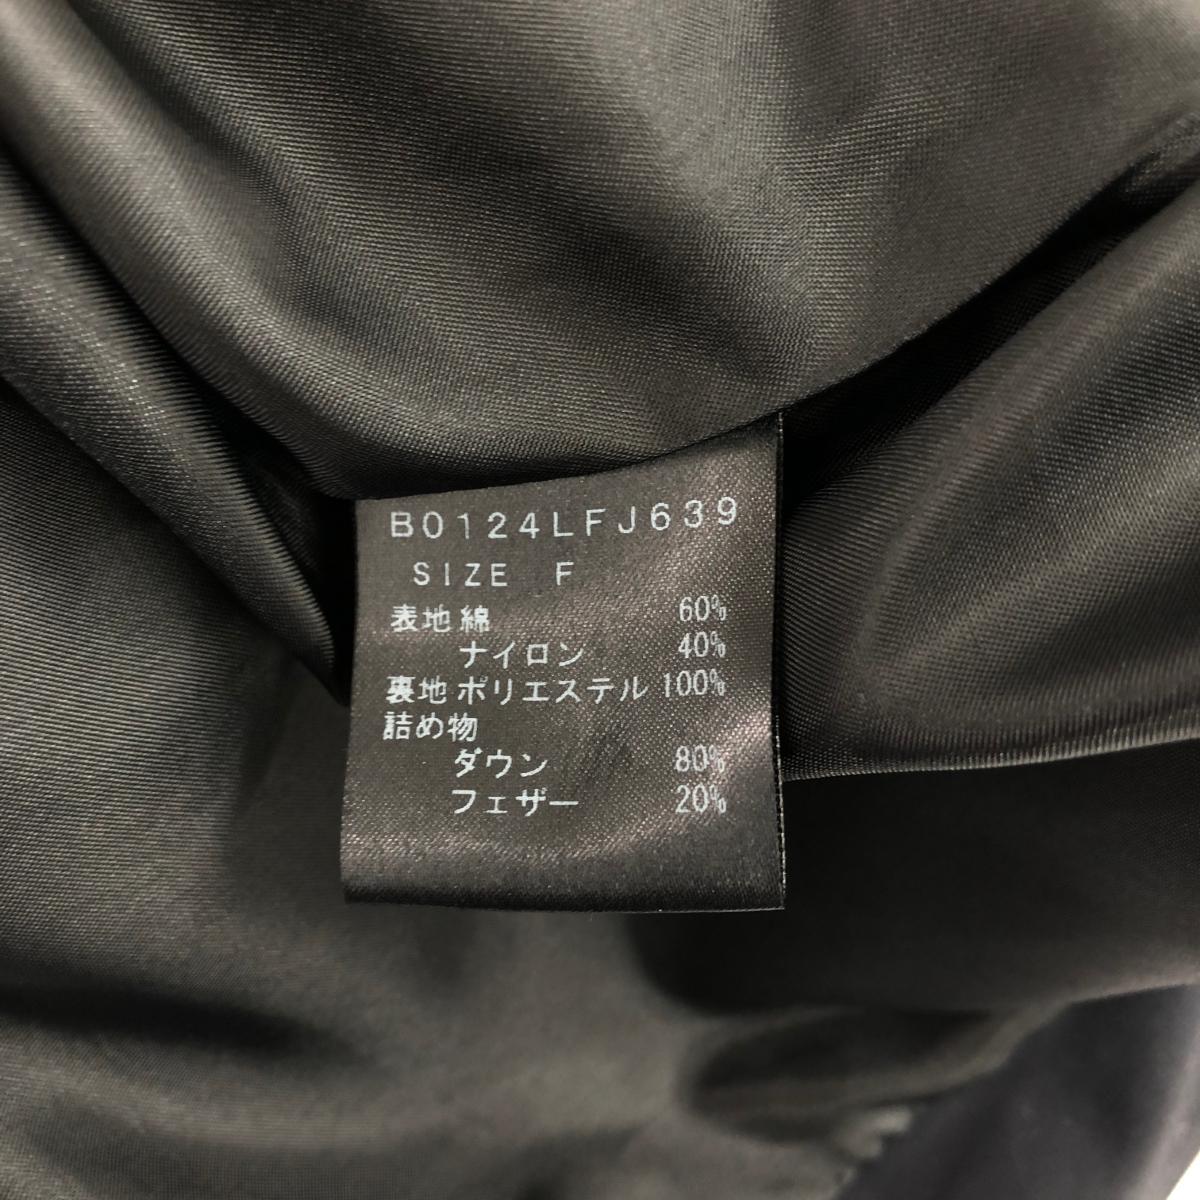 B0124LFJ639
SIZE F
表地 綿 60%
ナイロン 40%
裏地 ポリエステル 100%
詰め物
ダウン 80%
フェザー 20%